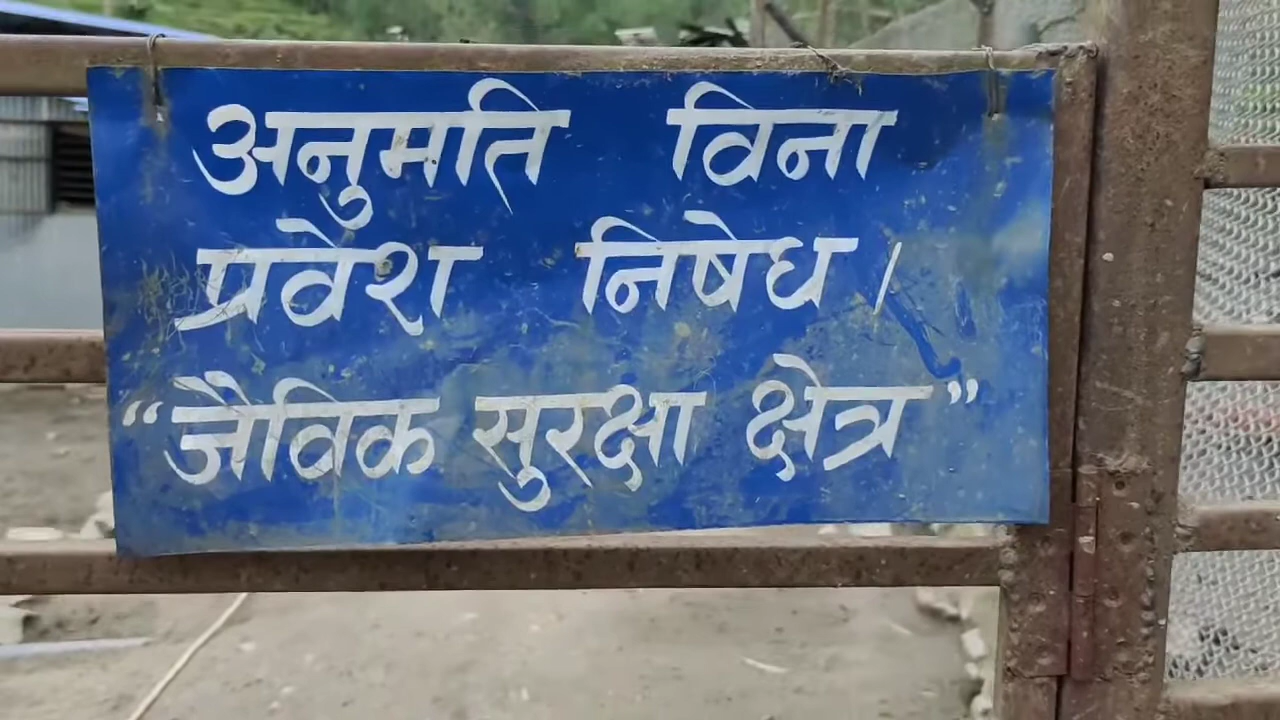 अनुमति विना
प्रवेश निषेध ।
“जैविक सुरक्षा क्षेत्र”